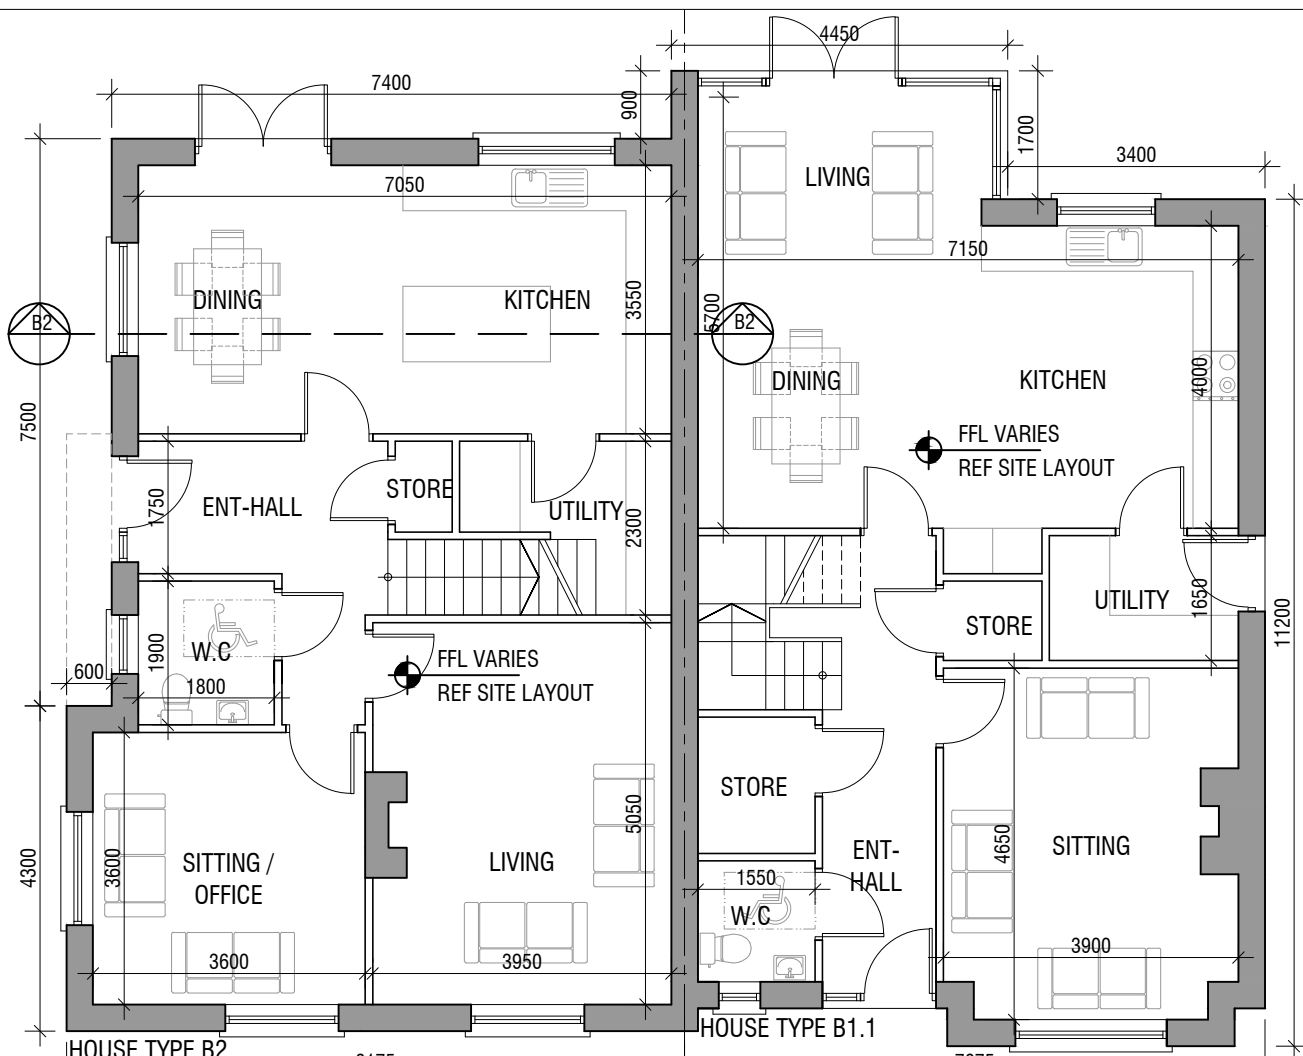 4450
7400
900
1700
3400
LIVING
7050
7150
DINING
KITCHEN
3550
5700
B2
B2
DINING
KITCHEN
4000
7500
FFL VARIES
REF SITE LAYOUT
STORE
ENT-HALL
1750
UTILITY
2300
1650
UTILITY
STORE
11200
W.C
1900
1800
600
FFL VARIES
REF SITE LAYOUT
STORE
5050
4650
SITTING
SITTING /
OFFICE
3600
4300
LIVING
ENT-
HALL
1550
W.C
3600
3950
3900
HOUSE TYPE B1.1
HOUSE TYPE B2